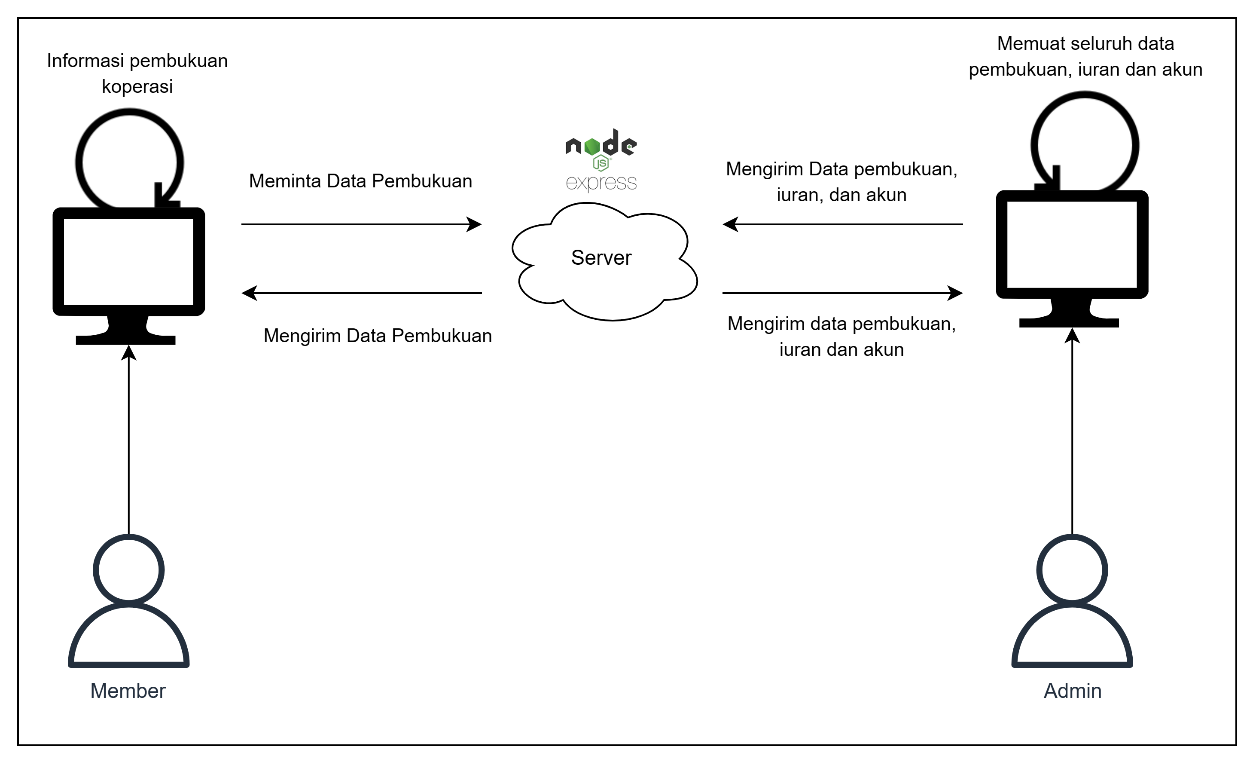 Informasi pembukuan
koperasi
Memuat seluruh data
pembukuan, iuran dan akun
node
JS
express
Meminta Data Pembukuan
Mengirim Data pembukuan,
iuran, dan akun
Server
Mengirim Data Pembukuan
Mengirim data pembukuan,
iuran dan akun
Member
Admin